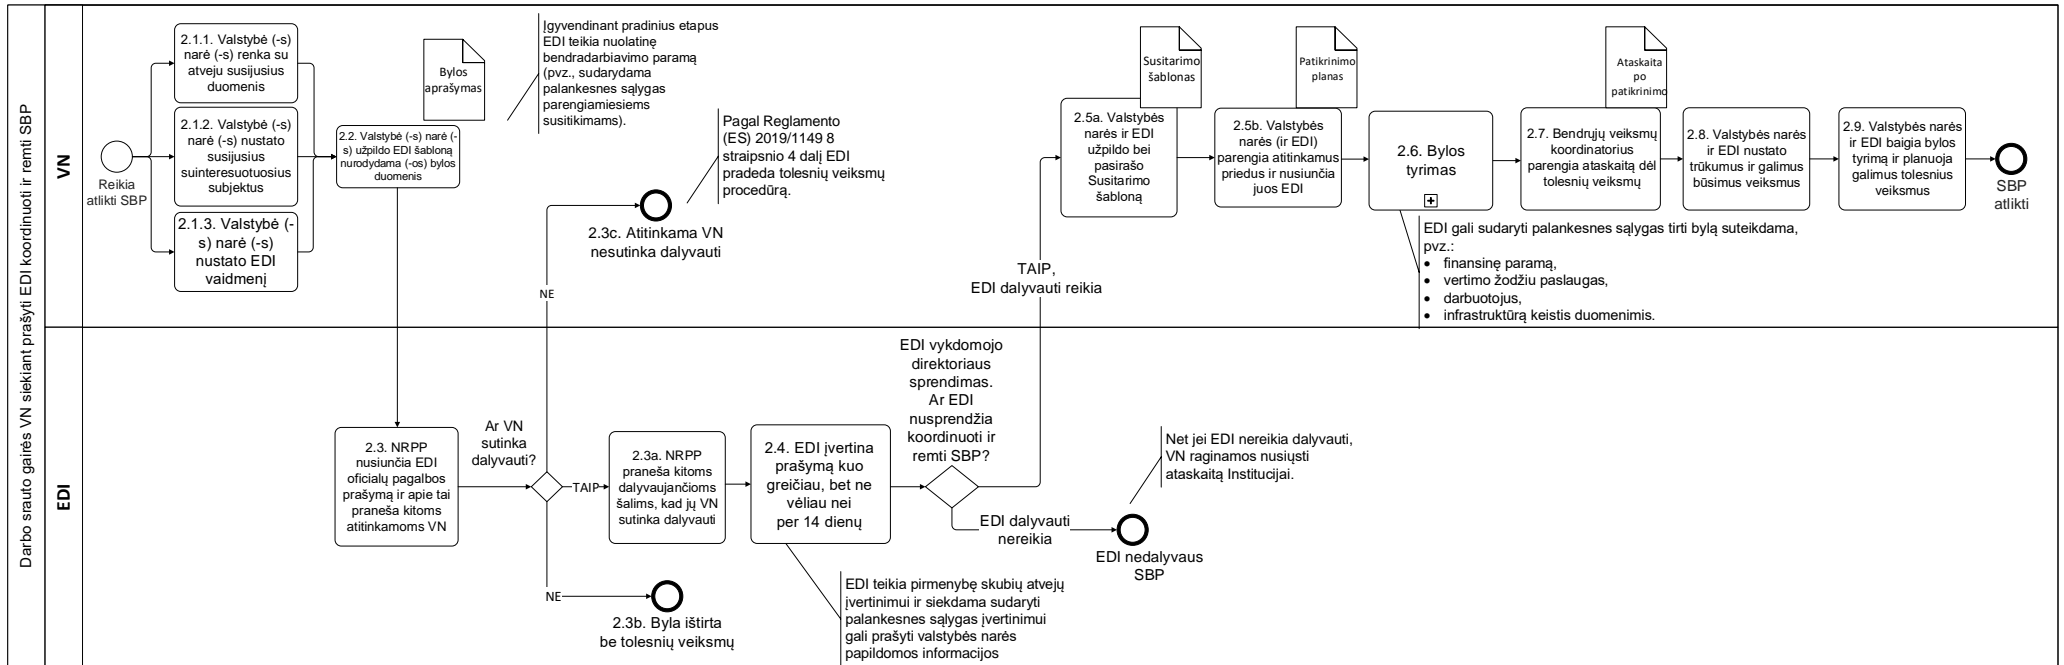 Darbo srauto gairės VN siekiant prašyti EDI koordinuoti ir remti SBP
VN
Reikia
atlikti SBP
2.1.1. Valstybė (-s)
narė (-s) renka su
atveju susijusius
duomenis
2.1.2. Valstybė (-s)
narė (-s) nustato
susijusius
suinteresuotuosius
subjektus
2.1.3. Valstybė (-
s) narė (-s)
nustato EDI
vaidmenį
2.2. Valstybė (-s) narė (-
s) užpildo EDI šabloną
nurodydama (-os) bylos
duomenis
Bylos
aprašymas
Įgyvendinant pradinius etapus
EDI teikia nuolatinę
bendradarbiavimo paramą
(pvz., sudarydama
palankesnes sąlygas
parengiamiesiems
susitikimams).
Pagal Reglamento
(ES) 2019/1149 8
straipsnio 4 dalį EDI
pradeda tolesnių veiksmų
procedūrą.
2.3c. Atitinkama VN
nesutinka dalyvauti
NE
TAIP,
EDI dalyvauti reikia
Susitarimo
šablonas
2.5a. Valstybės
narės ir EDI
užpildo bei
pasirašo
Susitarimo
šabloną
Patikrinimo
planas
2.5b. Valstybės
narės (ir EDI)
parengia atitinkamus
priedus ir nusiunčia
juos EDI
2.6. Bylos
tyrimas
EDI gali sudaryti palankesnes sąlygas tirti bylą suteikdama,
pvz.:
• finansinę paramą,
• vertimo žodžiu paslaugas,
• darbuotojus,
• infrastruktūrą keistis duomenimis.
Ataskaita
po
patikrinimo
2.7. Bendrųjų veiksmų
koordinatorius
parengia ataskaitą dėl
tolesnių veiksmų
2.8. Valstybės narės
ir EDI nustato
trūkumus ir galimus
būsimus veiksmus
2.9. Valstybės narės
ir EDI baigia bylos
tyrimą ir planuoja
galimus tolesnius
veiksmus
SBP
atlikti
EDI
2.3. NRPP
nusiunčia EDI
oficialų pagalbos
prašymą ir apie tai
praneša kitoms
atitinkamoms VN
Ar VN
sutinka
dalyvauti?
TAIP
NE
2.3b. Byla ištirta
be tolesnių veiksmų
2.3a. NRPP
praneša kitoms
dalyvaujančioms
šalims, kad jų VN
sutinka dalyvauti
2.4. EDI įvertina
prašymą kuo
greičiau, bet ne
vėliau nei
per 14 dienų
EDI teikia pirmenybę skubių atvejų
įvertinimui ir siekdama sudaryti
palankesnes sąlygas įvertinimui
gali prašyti valstybės narės
papildomos informacijos
EDI vykdomojo
direktoriaus
sprendimas.
Ar EDI
nusprendžia
koordinuoti ir
remti SBP?
EDI dalyvauti
nereikia
EDI nedalyvaus
SBP
Net jei EDI nereikia dalyvauti,
VN raginamos nusiųsti
ataskaitą Institucijai.